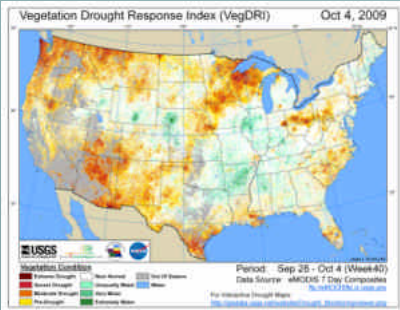 Vegetation Drought Response Index (VegDRI) Oct 4, 2009
USGS
NASA
Vegetation Condition
Extreme Drought
Severe Drought
Moderate Drought
Pre-Drought
Near Normal
Unusually Moist
Very Moist
Extremely Moist
Out Of Season
Water
Period: Sep 28 - Oct 4 (Week40)
Data Source: eMODIS 7 Day Composites
For Interactive Drought Maps: